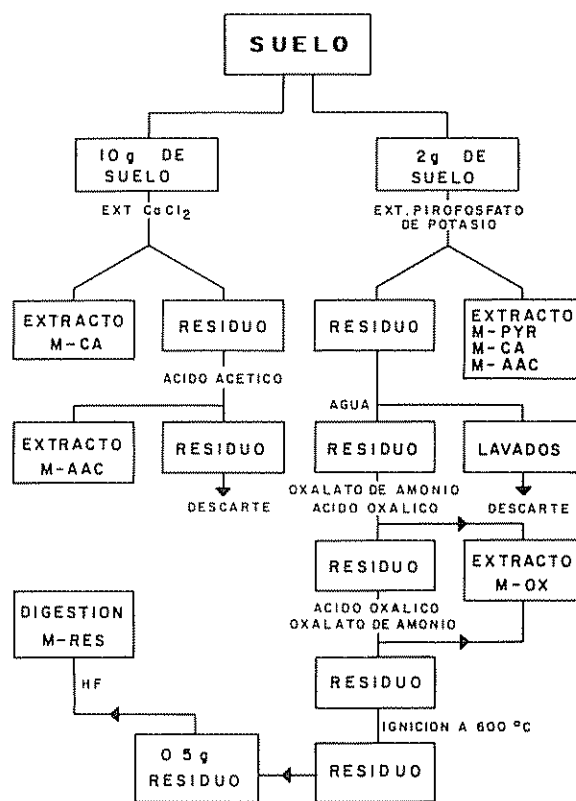 SUELO
10 g DE
SUELO
2 g DE
SUELO
EXT CaCl2
EXT. PIROFOSFATO
DE POTASIO
EXTRACTO
M-CA
RESIDUO
RESIDUO
EXTRACTO
M-PYR
M-CA
M-AAC
ACIDO ACETICO
AGUA
EXTRACTO
M-AAC
RESIDUO
RESIDUO
LAVADOS
DESCARTE
OXALATO DE AMONIO
ACIDO OXALICO
DESCARTE
RESIDUO
EXTRACTO
M-OX
DIGESTION
M-RES
ACIDO OXALICO
OXALATO DE AMONIO
HF
RESIDUO
IGNICION A 600 °C
0 5 g
RESIDUO
RESIDUO